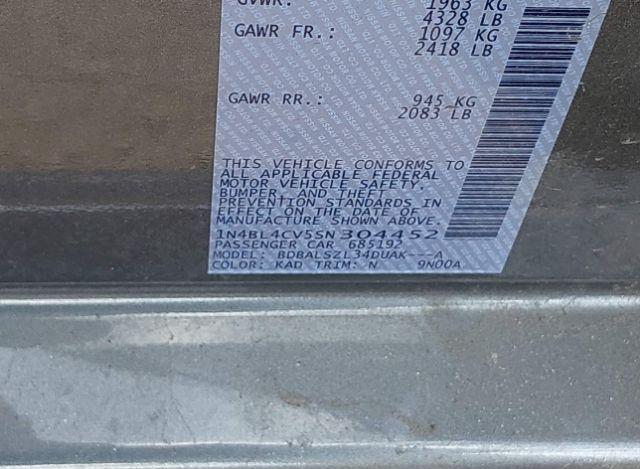 GVWR: 1963 KG
4328 LB
GAWR FR.: 1097 KG
2418 LB
GAWR RR.: 945 KG
2083 LB
THIS VEHICLE CONFORMS TO
ALL APPLICABLE FEDERAL
MOTOR VEHICLE SAFETY,
BUMPER, AND THEFT
PREVENTION STANDARDS IN
EFFECT ON THE DATE OF
MANUFACTURE SHOWN ABOVE.
1N4BL4CV5SN304452
PASSENGER CAR 685192
MODEL: BDBALSZL34DUAK---A
COLOR: KAD TRIM: N 9N00A